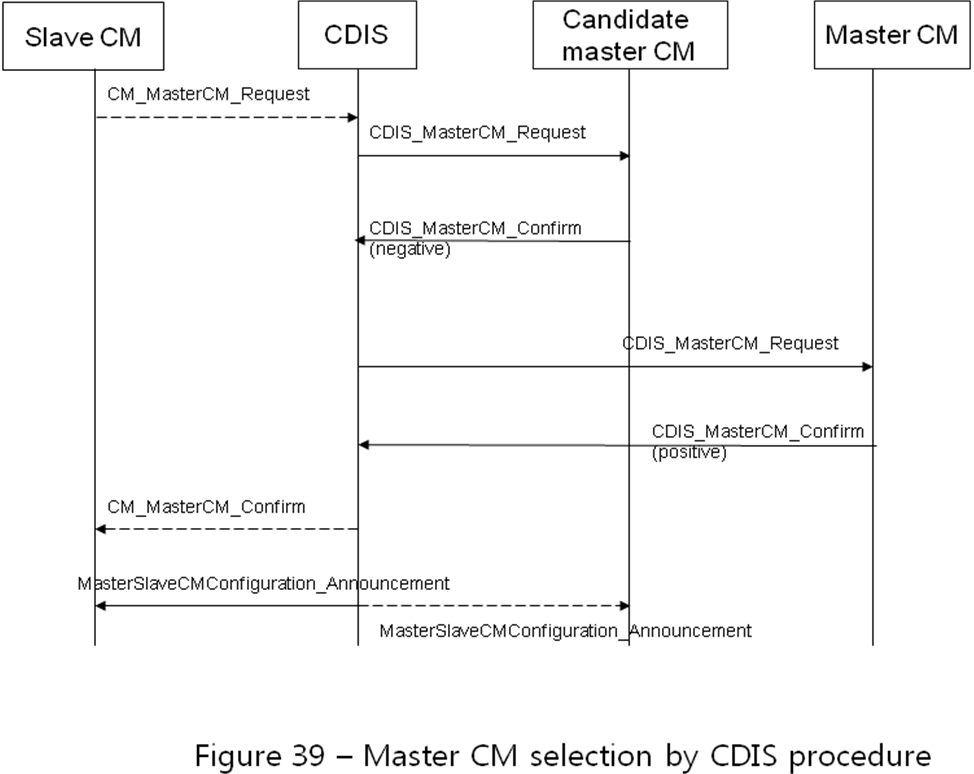 Slave CM
CDIS
Candidate
master CM
Master CM
CM_MasterCM_Request
CDIS_MasterCM_Request
CDIS_MasterCM_Confirm
(negative)
CDIS_MasterCM_Request
CDIS_MasterCM_Confirm
(positive)
CM_MasterCM_Confirm
MasterSlaveCMConfiguration_Announcement
MasterSlaveCMConfiguration_Announcement
Figure 39 – Master CM selection by CDIS procedure